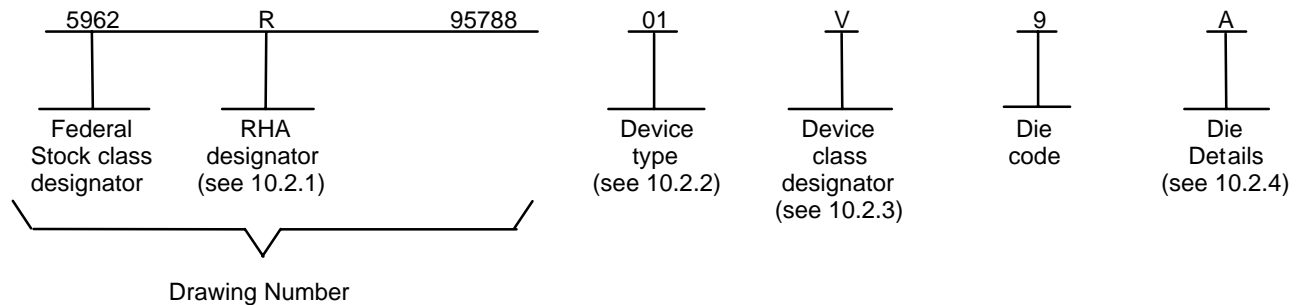 5962 R 95788 01 V 9 A
Federal Stock class designator
RHA designator (see 10.2.1)
Device type (see 10.2.2)
Device class designator (see 10.2.3)
Die code
Die Details (see 10.2.4)
Drawing Number